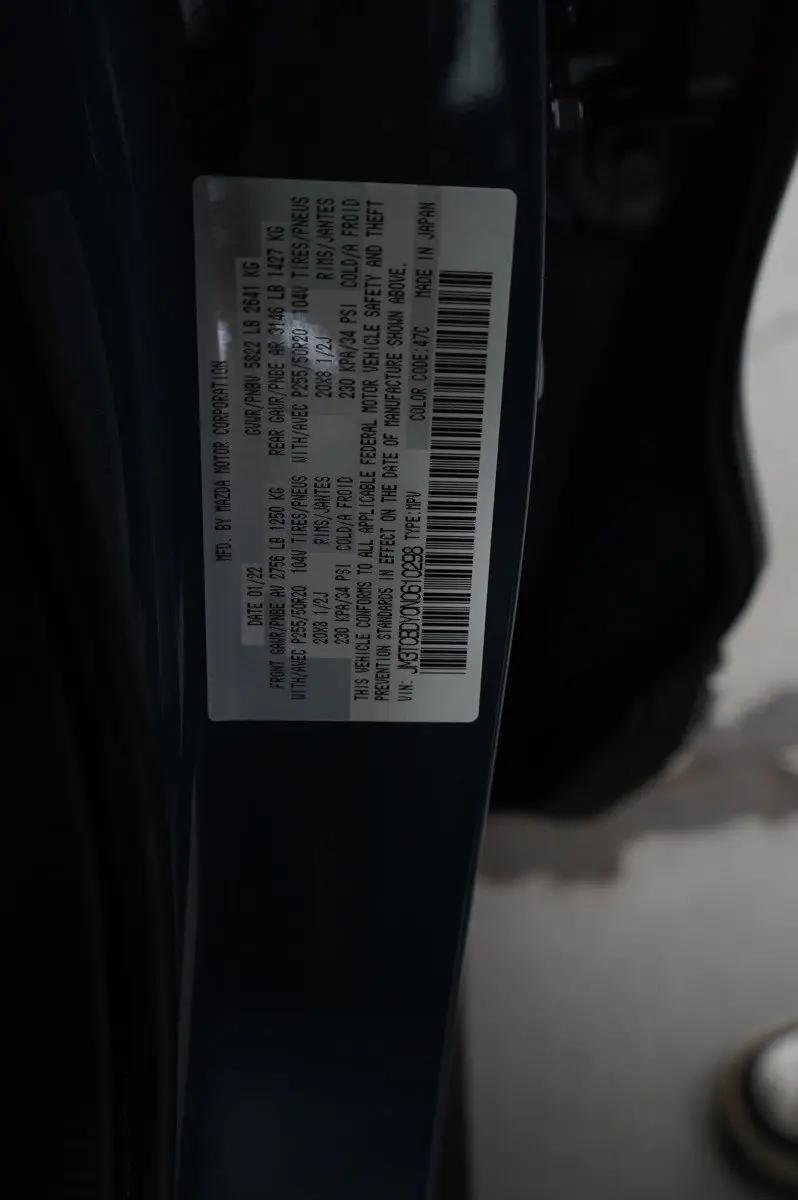 MFD. BY MAZDA MOTOR CORPORATION
DATE 01/22 GVWR/PNBV 5822 LB 2641 KG
FRONT GAWR/PNBE AV 2756 LB 1250 KG REAR GAWR/PNBE AR 3146 LB 1427 KG
WITH/AVEC P255/50R20 104V TIRES/PNEUS WITH/AVEC P255/50R20 104V TIRES/PNEUS
20X8 1/2J RIMS/JANTES 20X8 1/2J RIMS/JANTES
230 KPA/34 PSI COLD/A FROID 230 KPA/34 PSI COLD/A FROID
THIS VEHICLE CONFORMS TO ALL APPLICABLE FEDERAL MOTOR VEHICLE SAFETY AND THEFT
PREVENTION STANDARDS IN EFFECT ON THE DATE OF MANUFACTURE SHOWN ABOVE.
VIN: JM3TCBDY0N0610298 TYPE:MPV COLOR CODE:47C MADE IN JAPAN